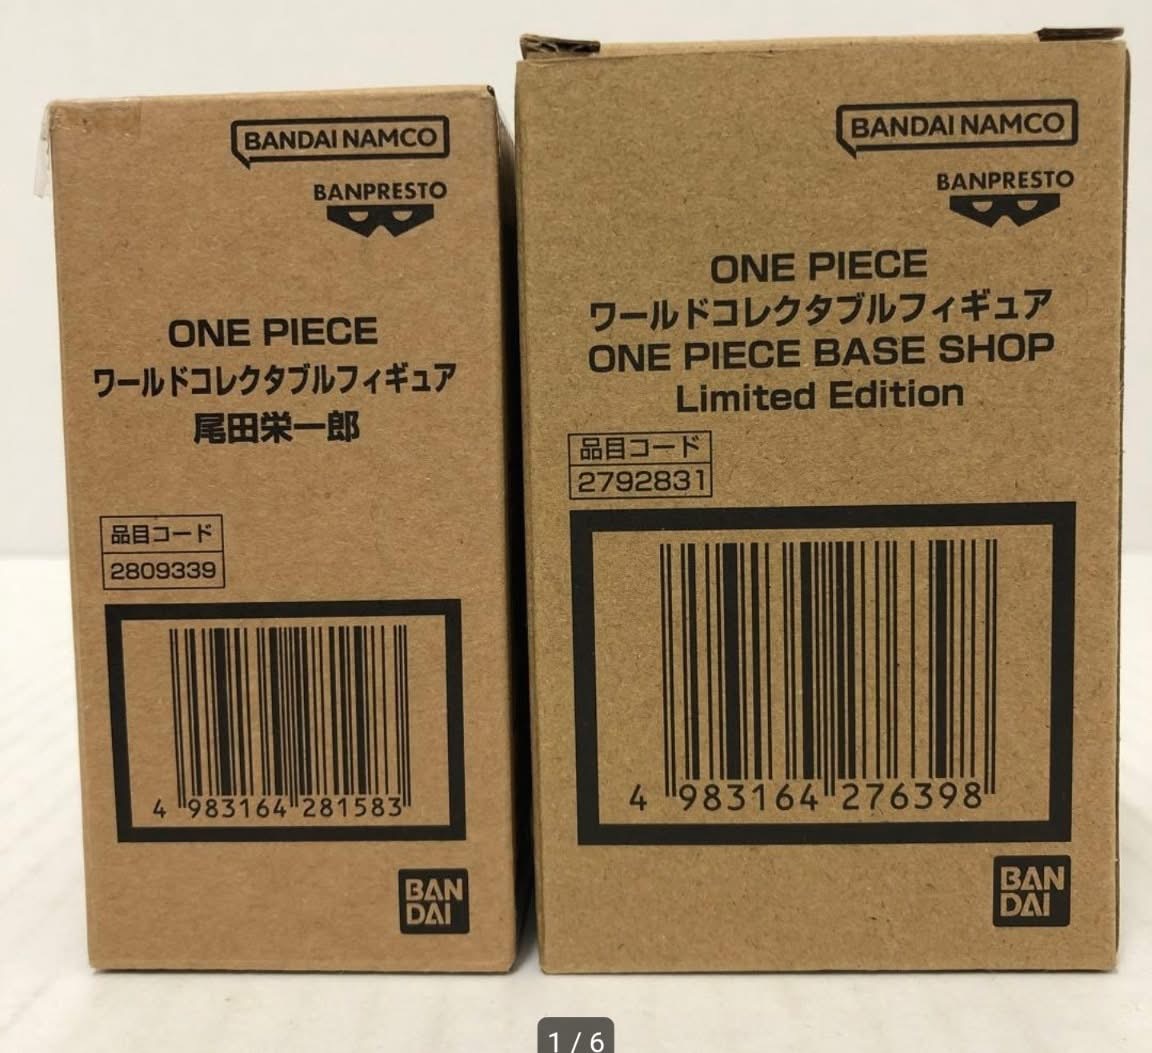 BANDAI NAMCO
BANPRESTO
ONE PIECE
ワールドコレクタブルフィギュア
尾田栄一郎
品目コード
2809339
4 983164 281583
BAN
DAI
BANDAI NAMCO
BANPRESTO
ONE PIECE
ワールドコレクタブルフィギュア
ONE PIECE BASE SHOP
Limited Edition
品目コード
2792831
4 983164 276398
BAN
DAI
1 / 6